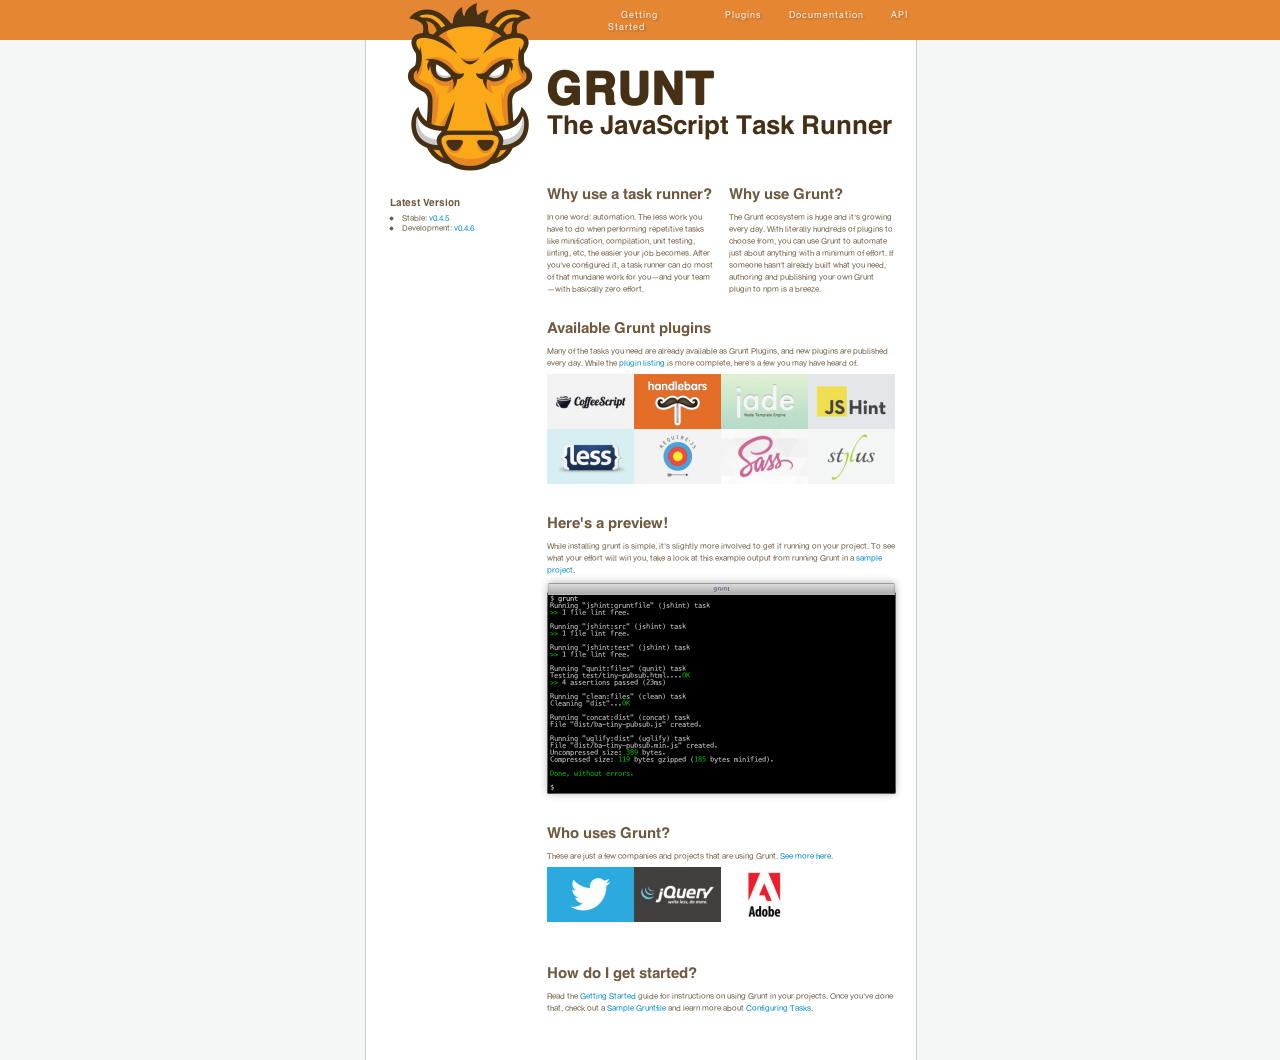 Getting
Started
Plugins
Documentation
API
GRUNT
The JavaScript Task Runner
Latest Version
Stable: v0.4.5
Development: v0.4.6
Why use a task runner?
In one word: automation. The less work you
have to do when performing repetitive tasks
like minification, compilation, unit testing,
linting, etc, the easier your job becomes. After
you've configured it, a task runner can do most
of that mundane work for you—and your team
—with basically zero effort.
Why use Grunt?
The Grunt ecosystem is huge and it's growing
every day. With literally hundreds of plugins to
choose from, you can use Grunt to automate
just about anything with a minimum of effort. If
someone hasn't already built what you need,
authoring and publishing your own Grunt
plugin to npm is a breeze.
Available Grunt plugins
Many of the tasks you need are already available as Grunt Plugins, and new plugins are published
every day. While the plugin listing is more complete, here's a few you may have heard of.
CoffeeScript
handlebars
jade
Node Template Engine
JSHint
{less}
REQUIREJS
Sass
stylus
Here's a preview!
While installing grunt is simple, it's slightly more involved to get it running on your project. To see
what your effort will win you, take a look at this example output from running Grunt in a sample
project.
grunt
$ grunt
Running "jshint:gruntfile" (jshint) task
>> 1 file lint free.
Running "jshint:src" (jshint) task
>> 1 file lint free.
Running "jshint:test" (jshint) task
>> 1 file lint free.
Running "qunit:files" (qunit) task
Testing test/tiny-pubsub.html....OK
>> 4 assertions passed (23ms)
Running "clean:files" (clean) task
Cleaning "dist"...OK
Running "concat:dist" (concat) task
File "dist/ba-tiny-pubsub.js" created.
Running "uglify:dist" (uglify) task
File "dist/ba-tiny-pubsub.min.js" created.
Uncompressed size: 389 bytes.
Compressed size: 119 bytes gzipped (185 bytes minified).
Done, without errors.
$
Who uses Grunt?
These are just a few companies and projects that are using Grunt. See more here.
jQuery
write less, do more.
Adobe
How do I get started?
Read the Getting Started guide for instructions on using Grunt in your projects. Once you've done
that, check out a Sample Gruntfile and learn more about Configuring Tasks.